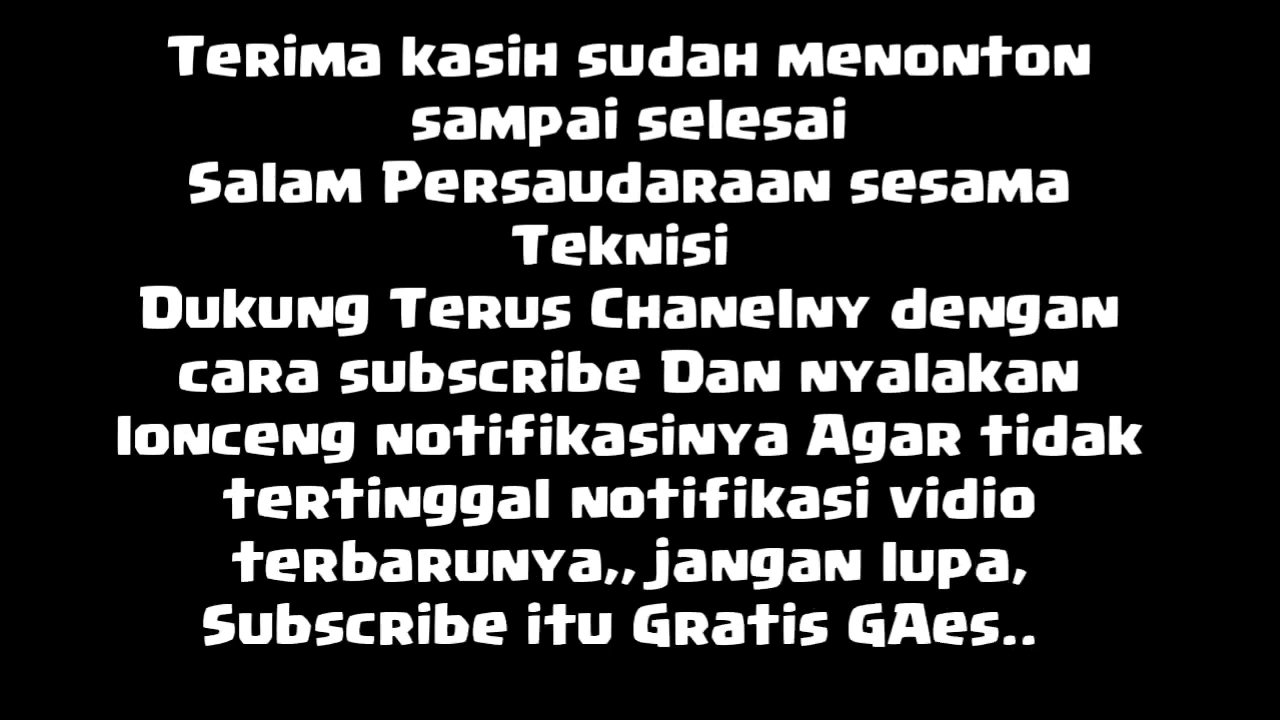 Terima kasih sudah menonton
sampai selesai
Salam Persaudaraan sesama
Teknisi
Dukung Terus Chanelny dengan
cara subscribe Dan nyalakan
lonceng notifikasinya Agar tidak
tertinggal notifikasi vidio
terbarunya,, jangan lupa,
Subscribe itu Gratis GAes..